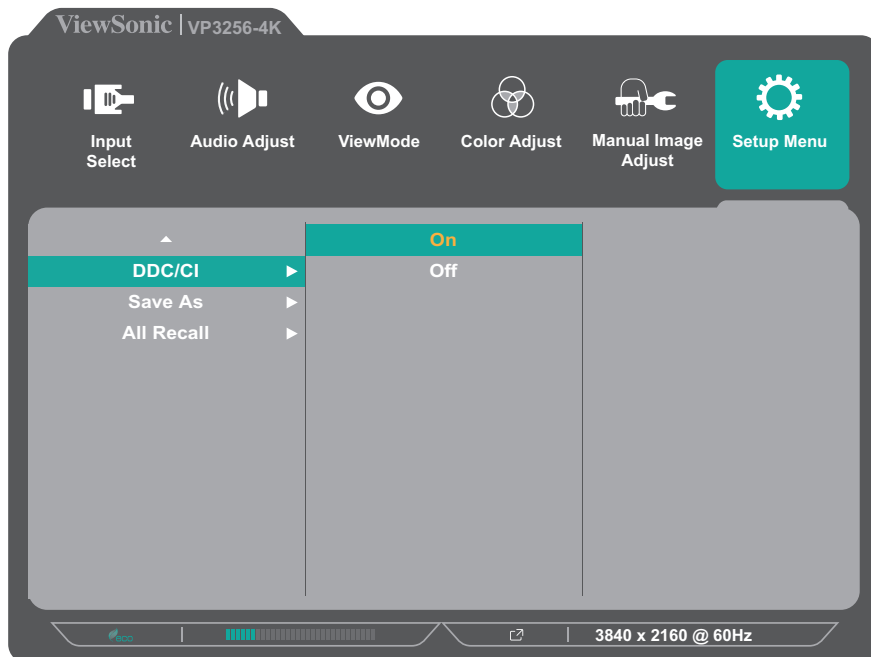 ViewSonic | VP3256-4K
Input Select
Audio Adjust
ViewMode
Color Adjust
Manual Image Adjust
Setup Menu
On
DDC/CI
Off
Save As
All Recall
eco
3840 x 2160 @ 60Hz